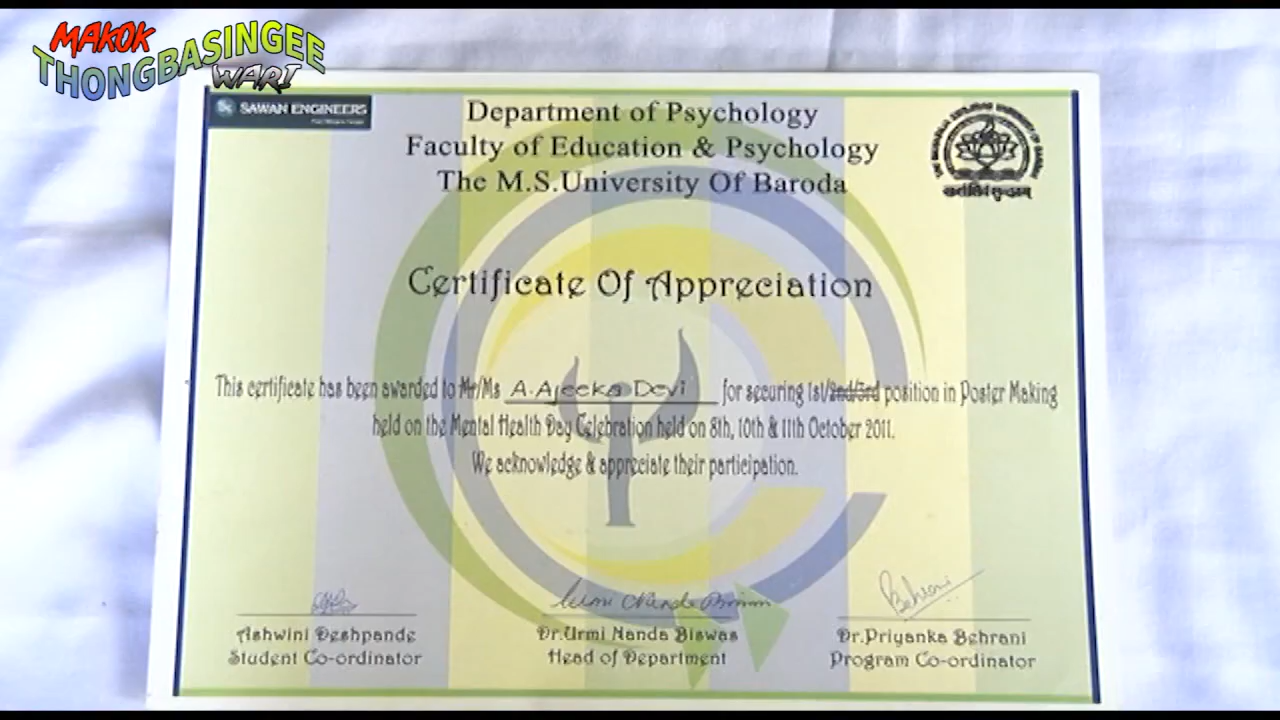 MAKOK
THONGBASINGEE
WARI
SAWAN ENGINEERS
Department of Psychology
Faculty of Education & Psychology
The M.S.University Of Baroda
Certificate Of Appreciation
This certificate has been awarded to Mr/Ms A.Ajeeka Devi for securing 1st/2nd/3rd position in Poster Making
held on the Mental Health Day Celebration held on 8th, 10th & 11th October 2011.
We acknowledge & appreciate their participation.
Behrani
Ashwini Deshpande
Student Co-ordinator
Dr.Urmi Nanda Biswas
Head of Department
Dr.Priyanka Behrani
Program Co-ordinator